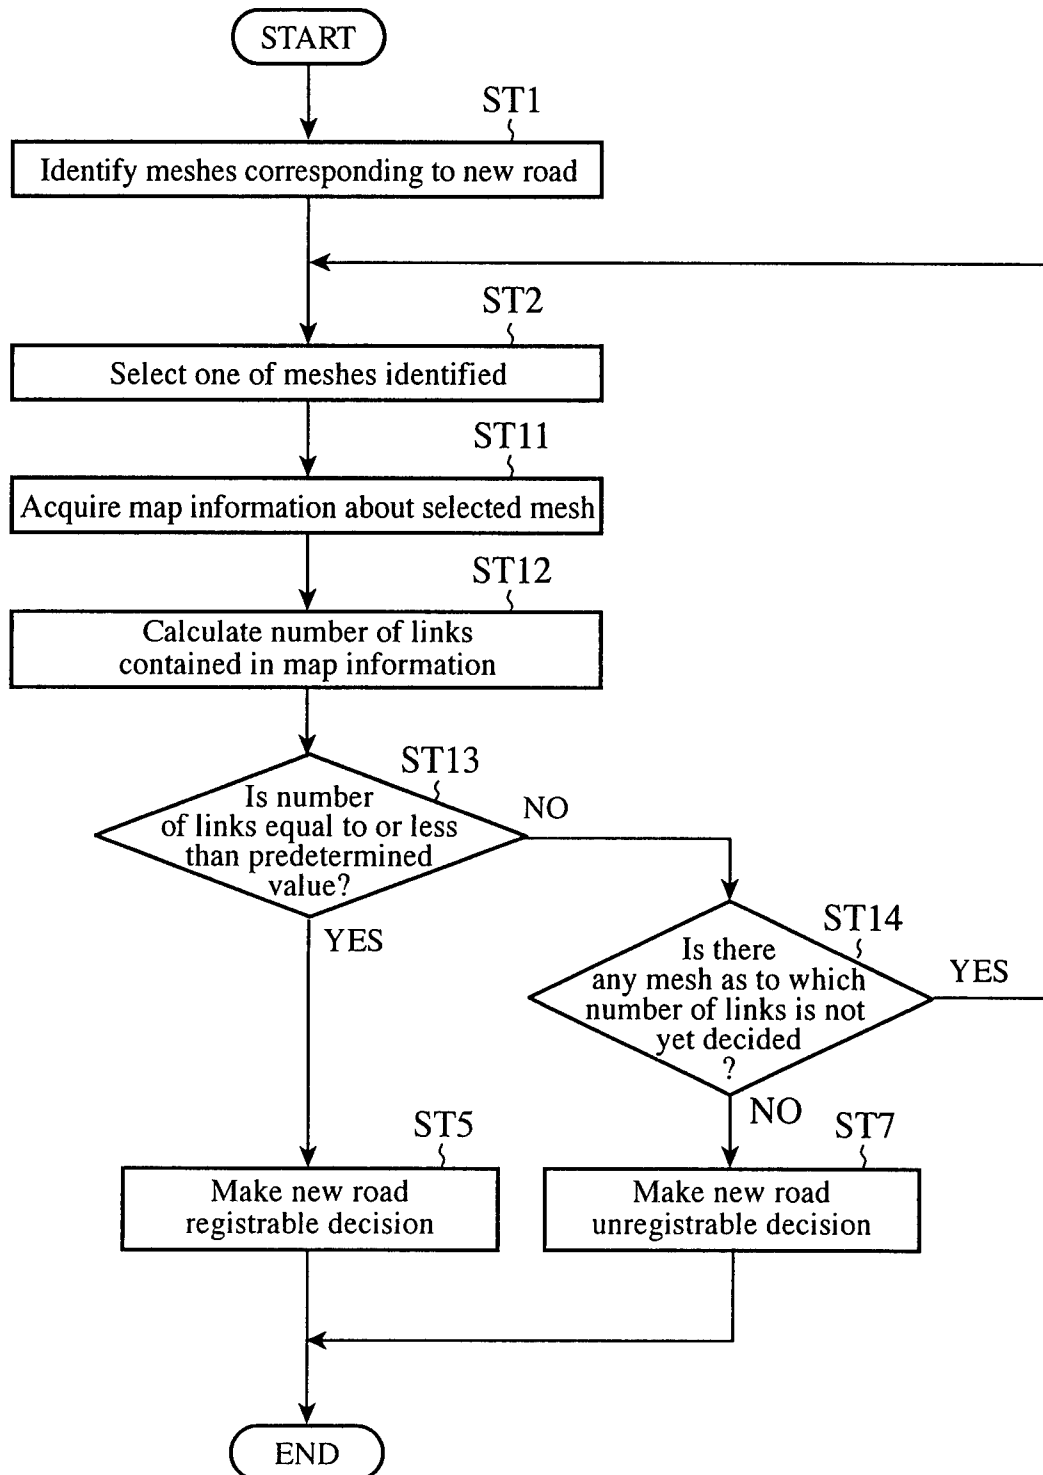 START
ST1
Identify meshes corresponding to new road
ST2
Select one of meshes identified
ST11
Acquire map information about selected mesh
ST12
Calculate number of links
contained in map information
ST13
Is number
of links equal to or less
than predetermined
value?
NO
YES
ST14
Is there
any mesh as to which
number of links is not
yet decided
?
YES
NO
ST5
Make new road
registrable decision
ST7
Make new road
unregistrable decision
END